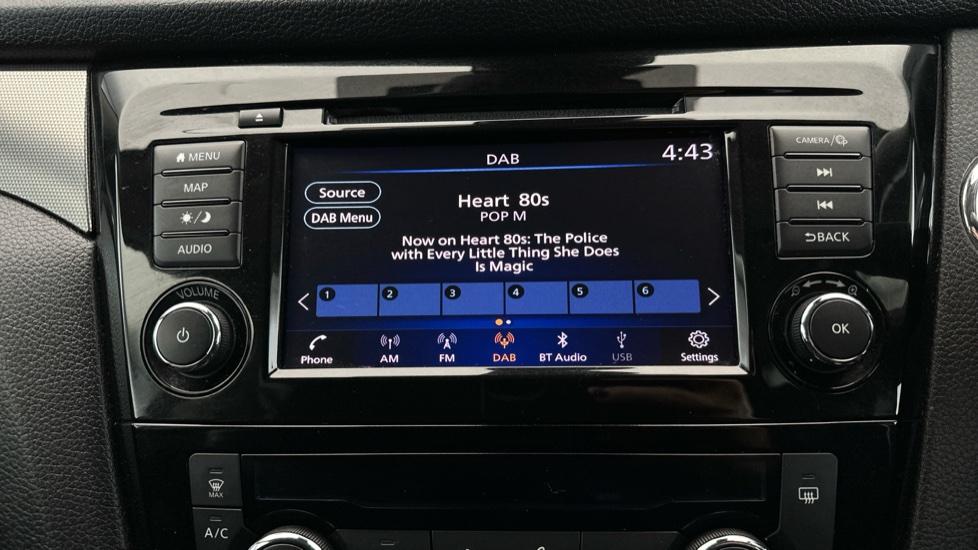 MENU
MAP
AUDIO
VOLUME
DAB
4:43
Source
DAB Menu
Heart 80s
POP M
Now on Heart 80s: The Police
with Every Little Thing She Does
Is Magic
1 2 3 4 5 6
Phone AM FM DAB BT Audio USB Settings
CAMERA/
BACK
OK
MAX
A/C